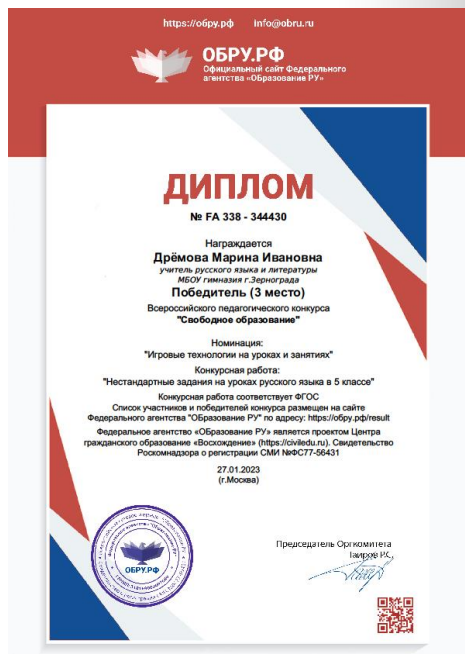 https://обру.рф info@obru.ru
ОБРУ.РФ
Официальный сайт Федерального
агентства «Образование РУ»
ДИПЛОМ
№ FA 338 - 344430
Награждается
Дрёмова Марина Ивановна
учитель русского языка и литературы
МБОУ гимназия г.Зернограда
Победитель (3 место)
Всероссийского педагогического конкурса
"Свободное образование"
Номинация:
"Игровые технологии на уроках и занятиях"
Конкурсная работа:
"Нестандартные задания на уроках русского языка в 5 классе"
Конкурсная работа соответствует ФГОС
Список участников и победителей конкурса размещен на сайте
Федерального агентства "ОБразование РУ" по адресу: https://обру.рф/result
Федеральное агентство «ОБразование РУ» является проектом Центра
гражданского образование «Восхождение» (https://civiledu.ru). Свидетельство
Роскомнадзора о регистрации СМИ №ФС77-56431
27.01.2023
(г.Москва)
Председатель Оргкомитета
Таиров Р.С.
ОБРУ.РФ